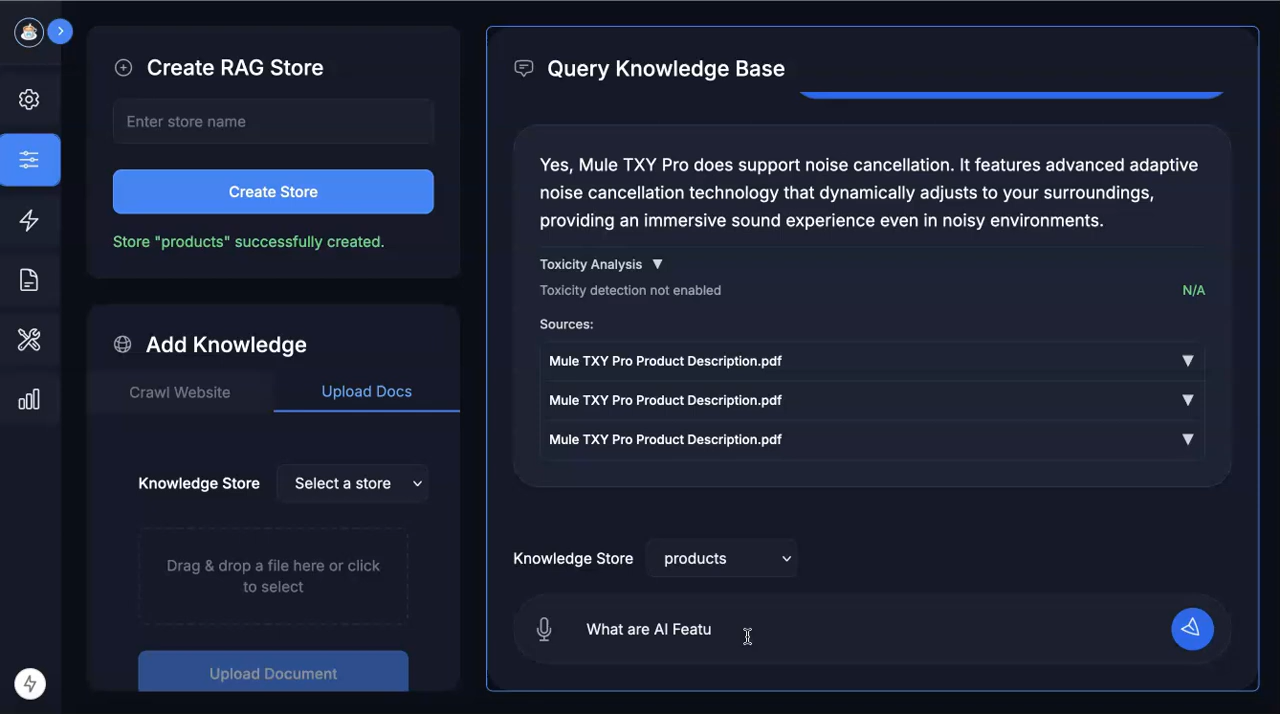 Create RAG Store
Enter store name
Create Store
Store "products" successfully created.
Add Knowledge
Crawl Website
Upload Docs
Knowledge Store
Select a store
Drag & drop a file here or click
to select
Upload Document
Query Knowledge Base
Yes, Mule TXY Pro does support noise cancellation. It features advanced adaptive
noise cancellation technology that dynamically adjusts to your surroundings,
providing an immersive sound experience even in noisy environments.
Toxicity Analysis ▼
Toxicity detection not enabled
N/A
Sources:
Mule TXY Pro Product Description.pdf ▼
Mule TXY Pro Product Description.pdf ▼
Mule TXY Pro Product Description.pdf ▼
Knowledge Store
products
What are AI Featu